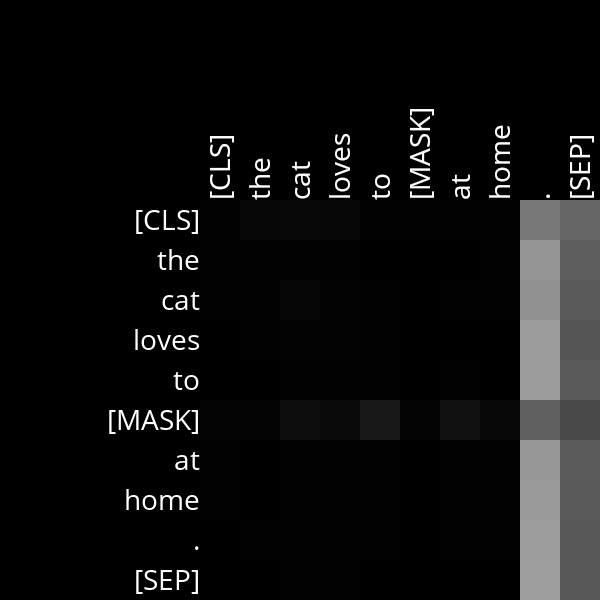 [CLS] the cat loves to [MASK] at home . [SEP]
[CLS]
the
cat
loves
to
[MASK]
at
home
.
[SEP]